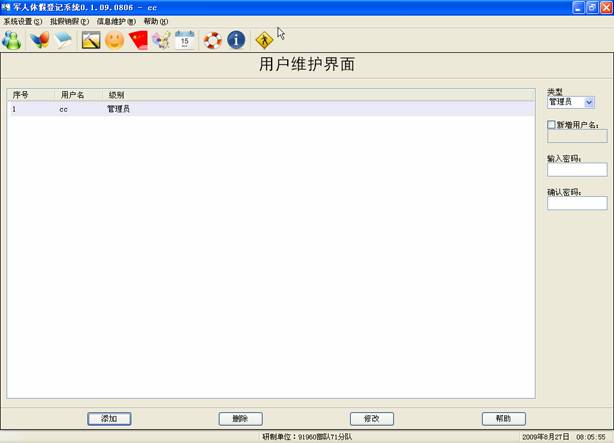 军人休假登记系统0.1.09.0806 - cc
系统设置(S) 批假销假(P) 信息维护(W) 帮助(H)
15
用户维护界面
序号 用户名 级别
1 cc 管理员
类型
管理员
新增用户名:
输入密码:
确认密码:
添加 删除 修改 帮助
研制单位:91960部队71分队 2009年8月27日 08:05:55